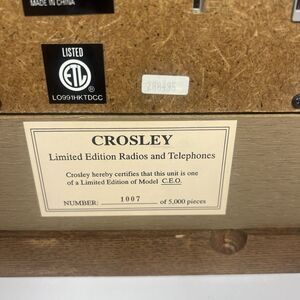 MADE IN CHINA
LISTED
ETL
LO991HKTDCC
CROSLEY
Limited Edition Radios and Telephones
Crosley hereby certifies that this unit is one
of a Limited Edition of Model C.E.O.
NUMBER: 1007 of 5,000 pieces